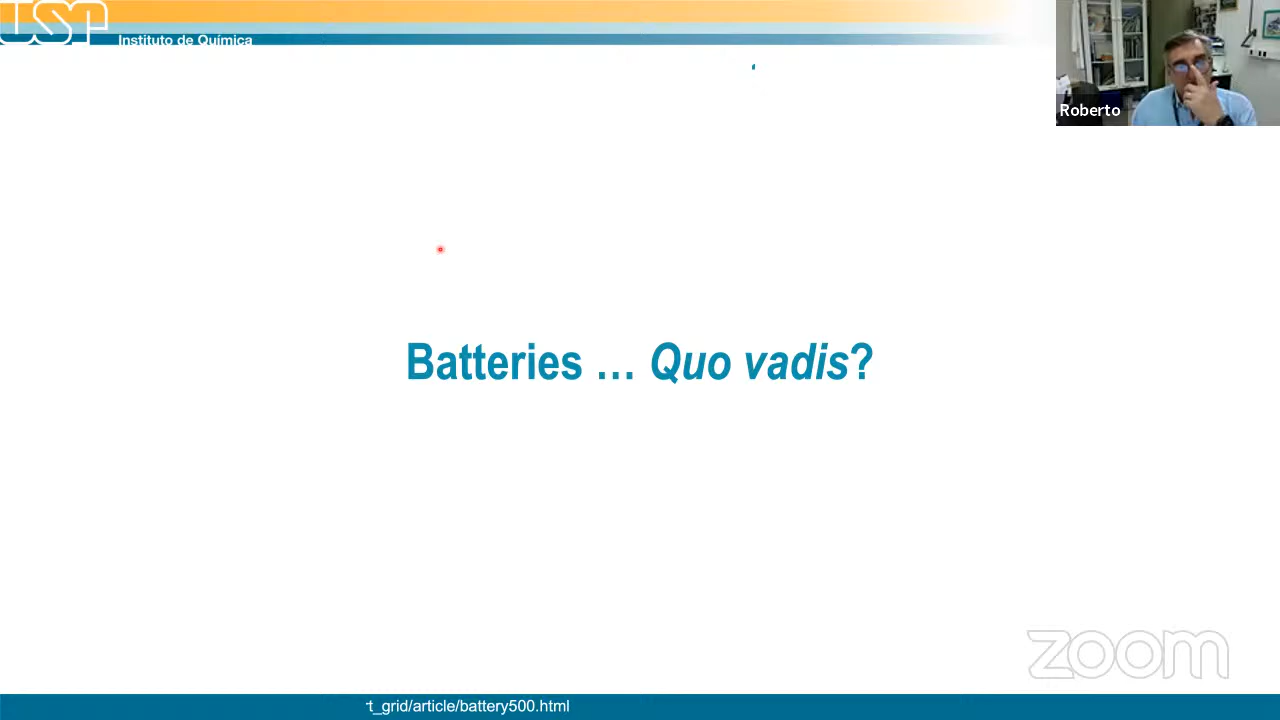 USP
Instituto de Química
Roberto
Batteries … Quo vadis?
zoom
t_grid/article/battery500.html